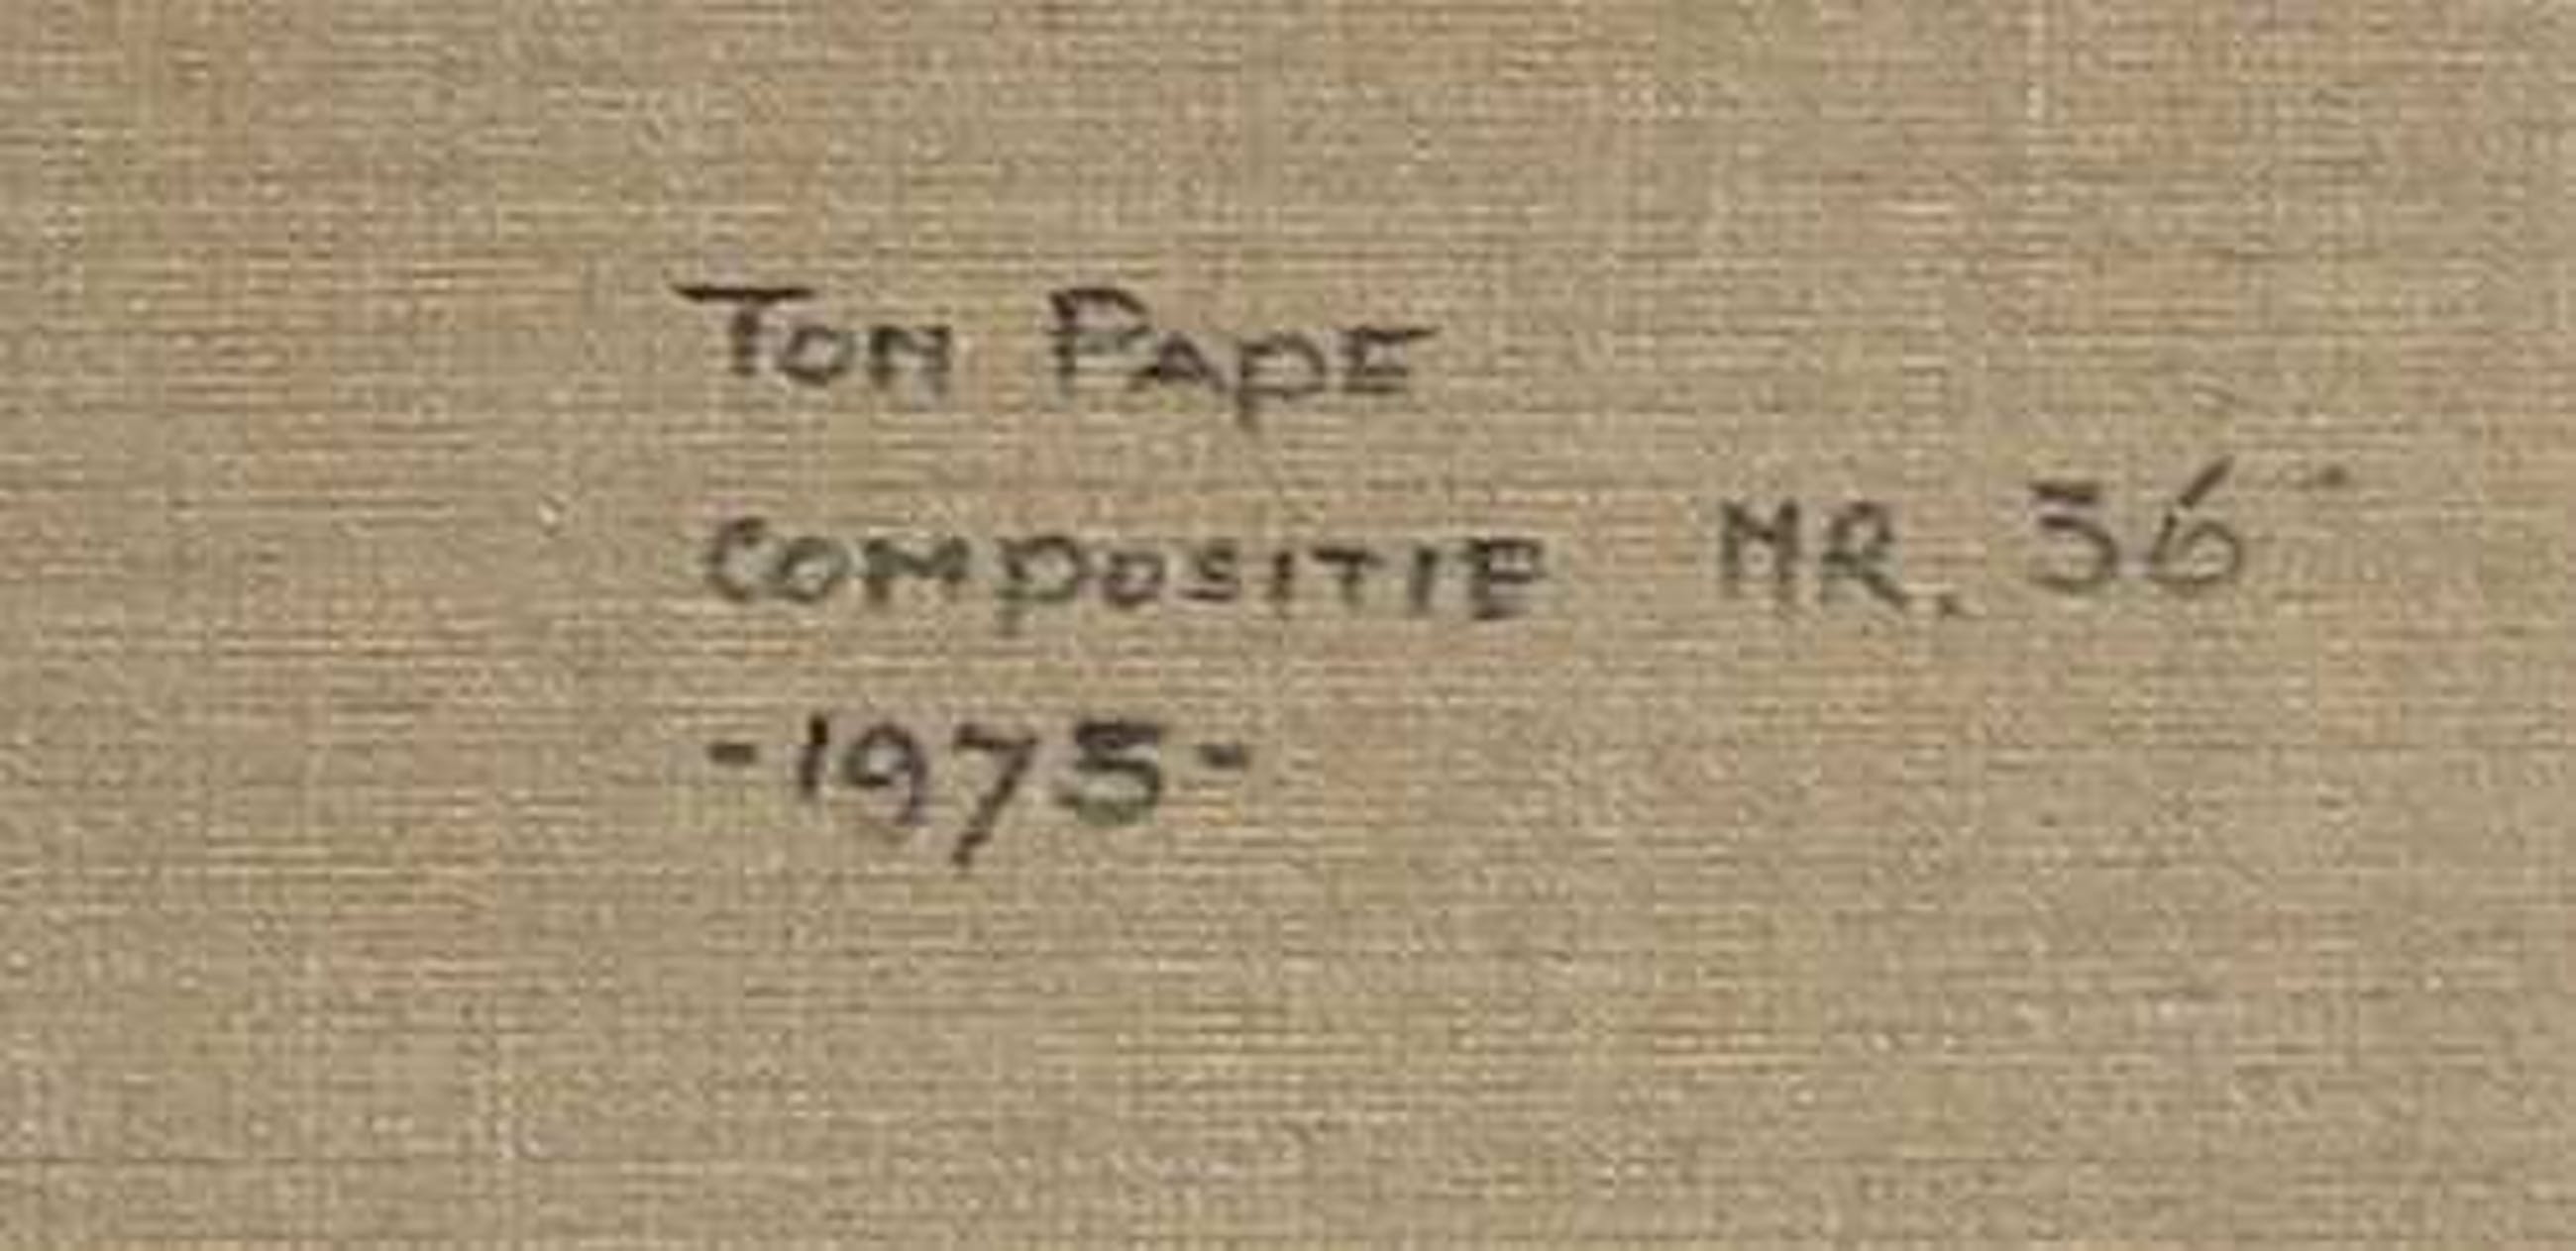 TON PAPE
COMPOSITIE NR. 56
-1975-